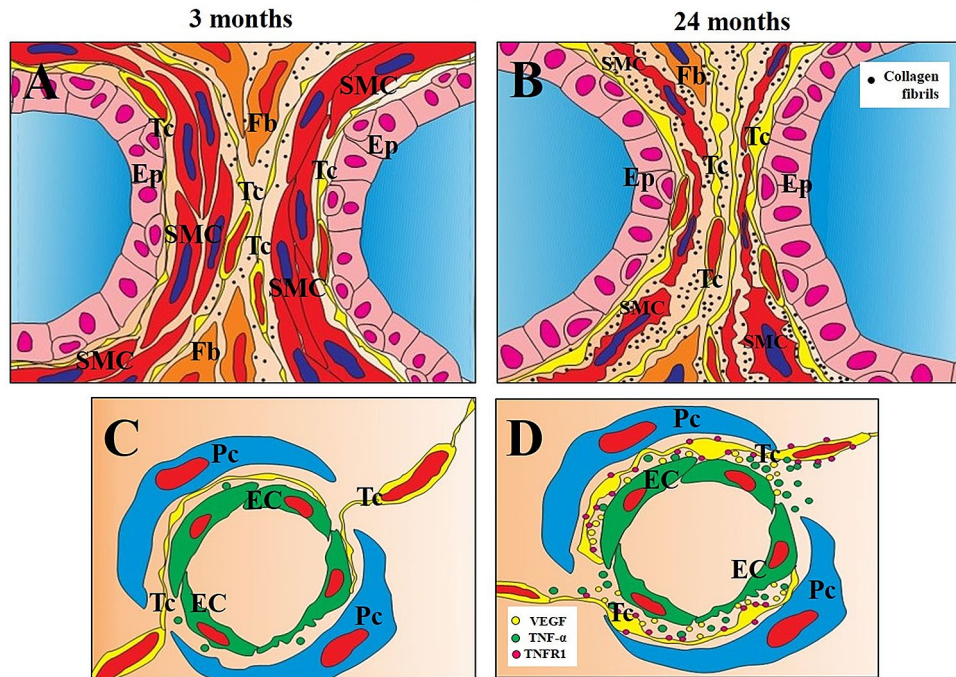 3 months
24 months
A
SMC
Fb
Tc
Ep
Ep
Tc
Tc
Tc
SMC
SMC
Fb
SMC
B
SMC
Fb
Collagen
fibrils
Tc
Tc
Ep
Ep
Tc
SMC
SMC
C
Pc
EC
Tc
Tc
EC
Pc
D
Pc
Tc
EC
EC
Pc
Tc
VEGF
TNF-α
TNFR1